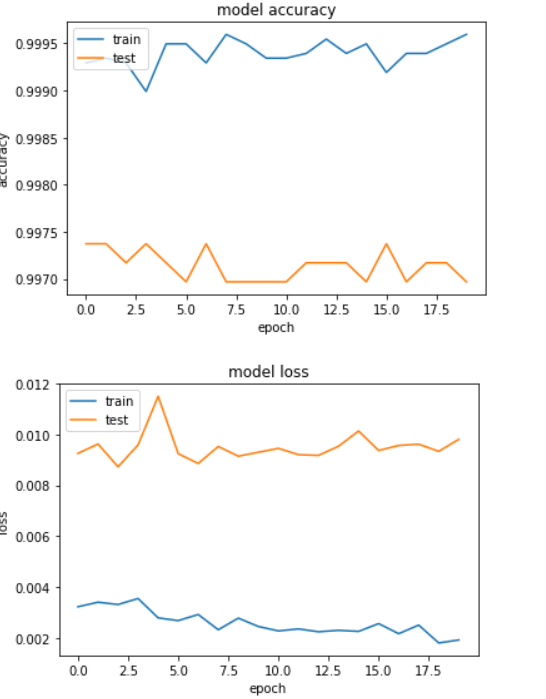 model accuracy
train
test
0.9995
0.9990
0.9985
0.9980
0.9975
0.9970
accuracy
0.0 2.5 5.0 7.5 10.0 12.5 15.0 17.5
epoch
model loss
train
test
0.012
0.010
0.008
0.006
0.004
0.002
loss
0.0 2.5 5.0 7.5 10.0 12.5 15.0 17.5
epoch